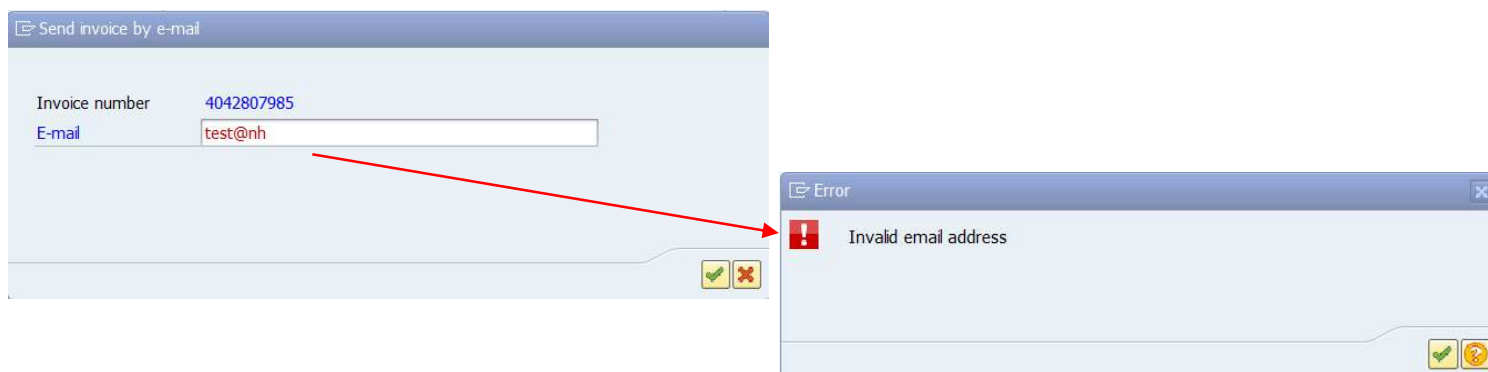 Send invoice by e-mail
Invoice number 4042807985
E-mail test@nh
Error
Invalid email address